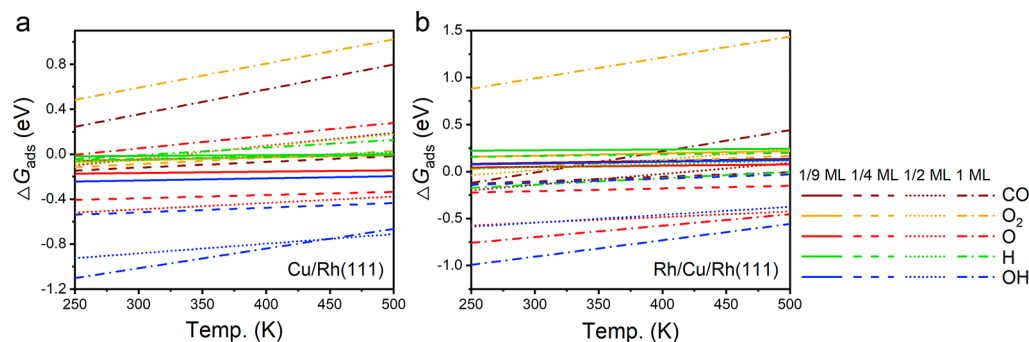 a
b
ΔG_ads (eV)
0.8
0.4
0.0
-0.4
-0.8
-1.2
250 300 350 400 450 500
Temp. (K)
Cu/Rh(111)
ΔG_ads (eV)
1.5
1.0
0.5
0.0
-0.5
-1.0
250 300 350 400 450 500
Temp. (K)
Rh/Cu/Rh(111)
1/9 ML 1/4 ML 1/2 ML 1 ML
CO
O₂
O
H
OH